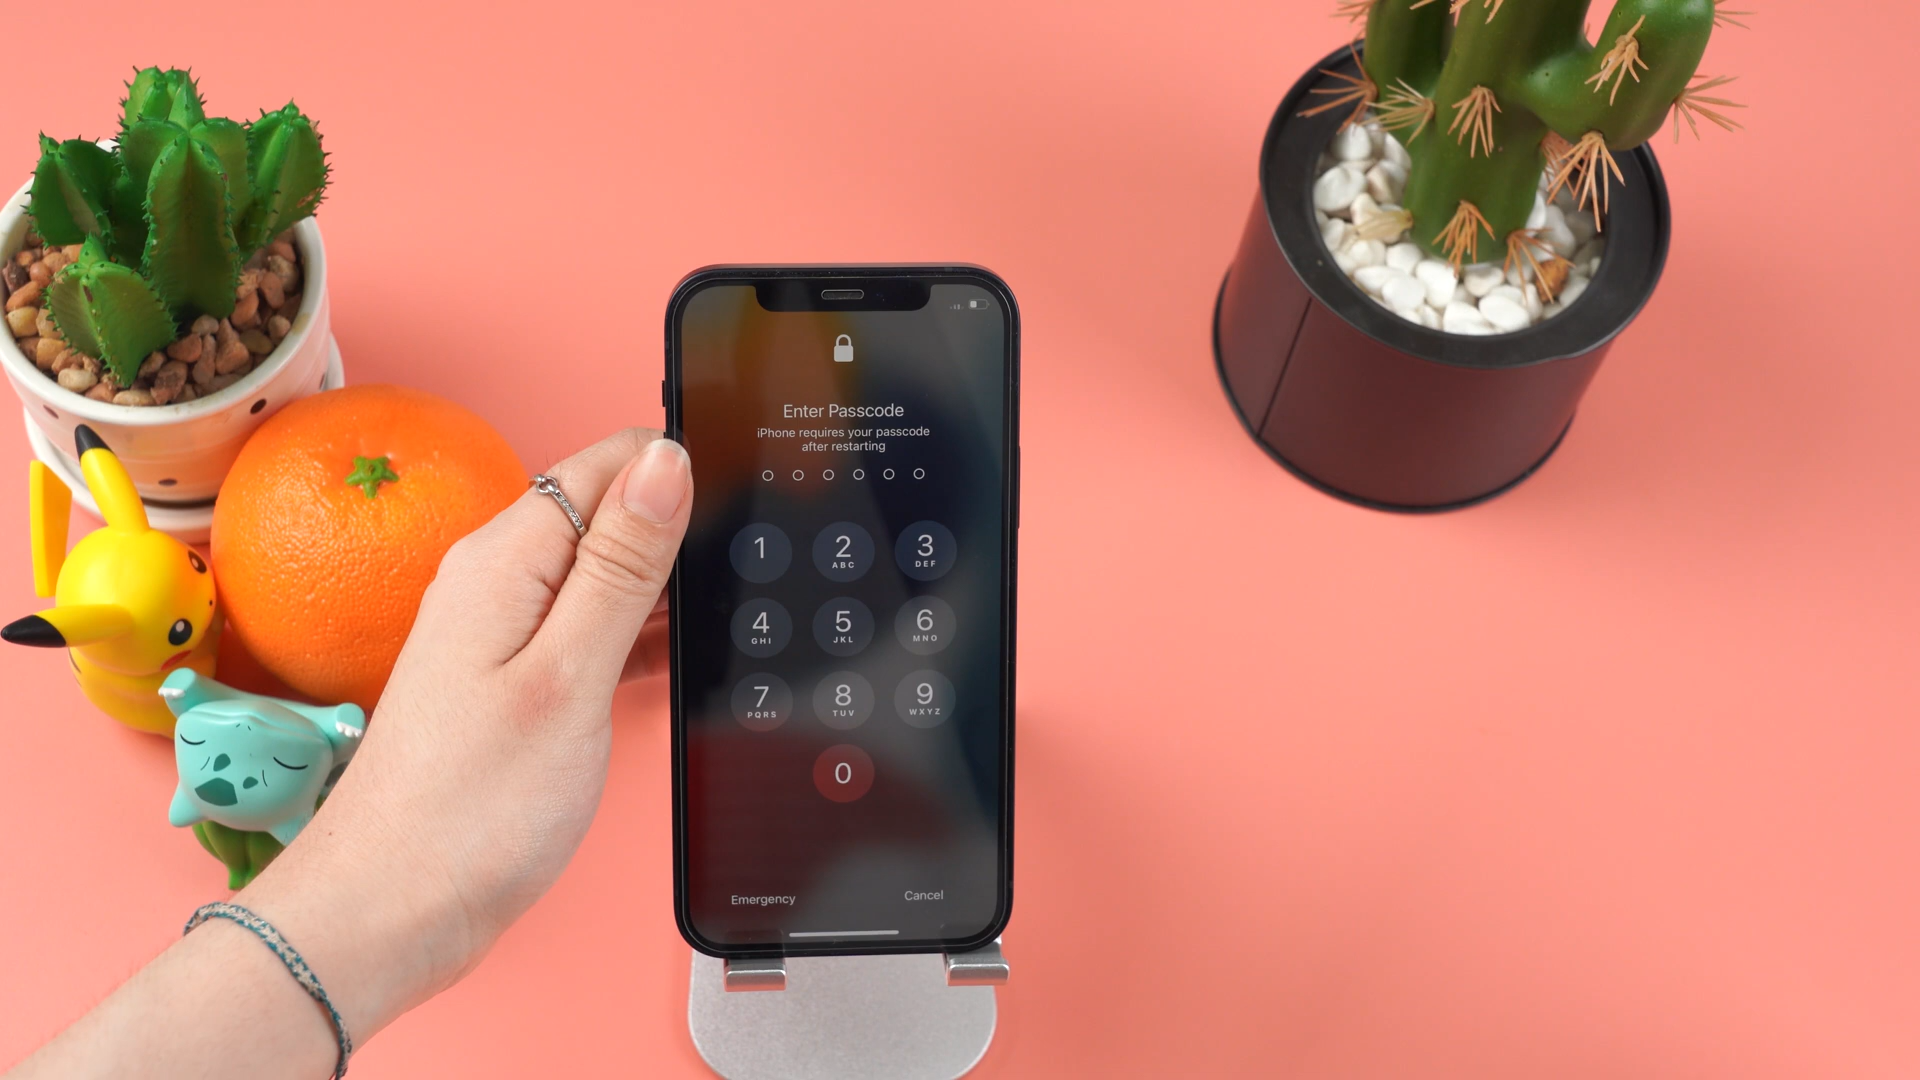 Enter Passcode
iPhone requires your passcode
after restarting
1
2
ABC
3
DEF
4
GHI
5
JKL
6
MNO
7
PQRS
8
TUV
9
WXYZ
0
Emergency
Cancel